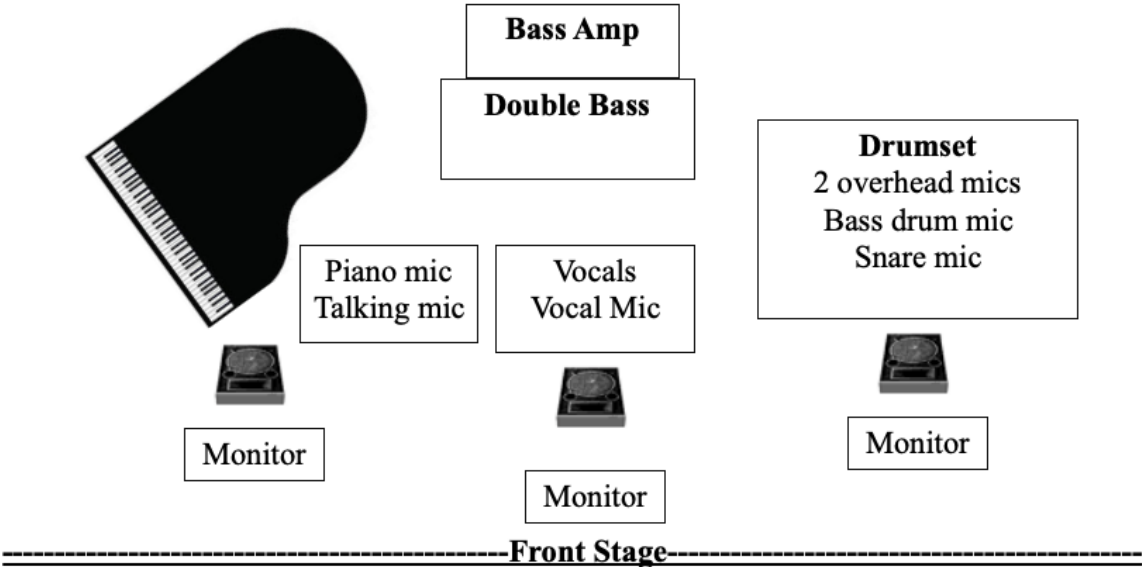 Bass Amp
Double Bass
Drumset
2 overhead mics
Bass drum mic
Snare mic
Piano mic
Talking mic
Vocals
Vocal Mic
Monitor
Monitor
Monitor
Front Stage